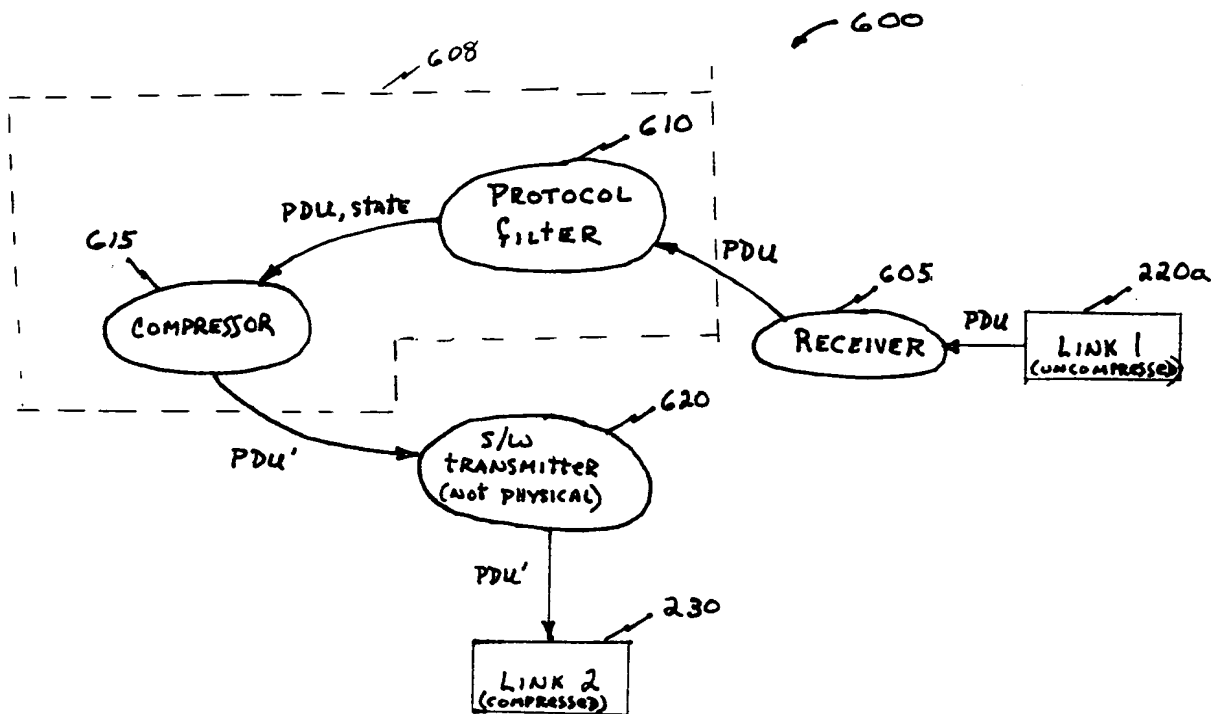 600
608
610
PROTOCOL
FILTER
PDU, STATE
615
COMPRESSOR
PDU
605
RECEIVER
PDU
220a
LINK 1
(UNCOMPRESSED)
PDU'
620
S/W
TRANSMITTER
(NOT PHYSICAL)
PDU'
230
LINK 2
(COMPRESSED)